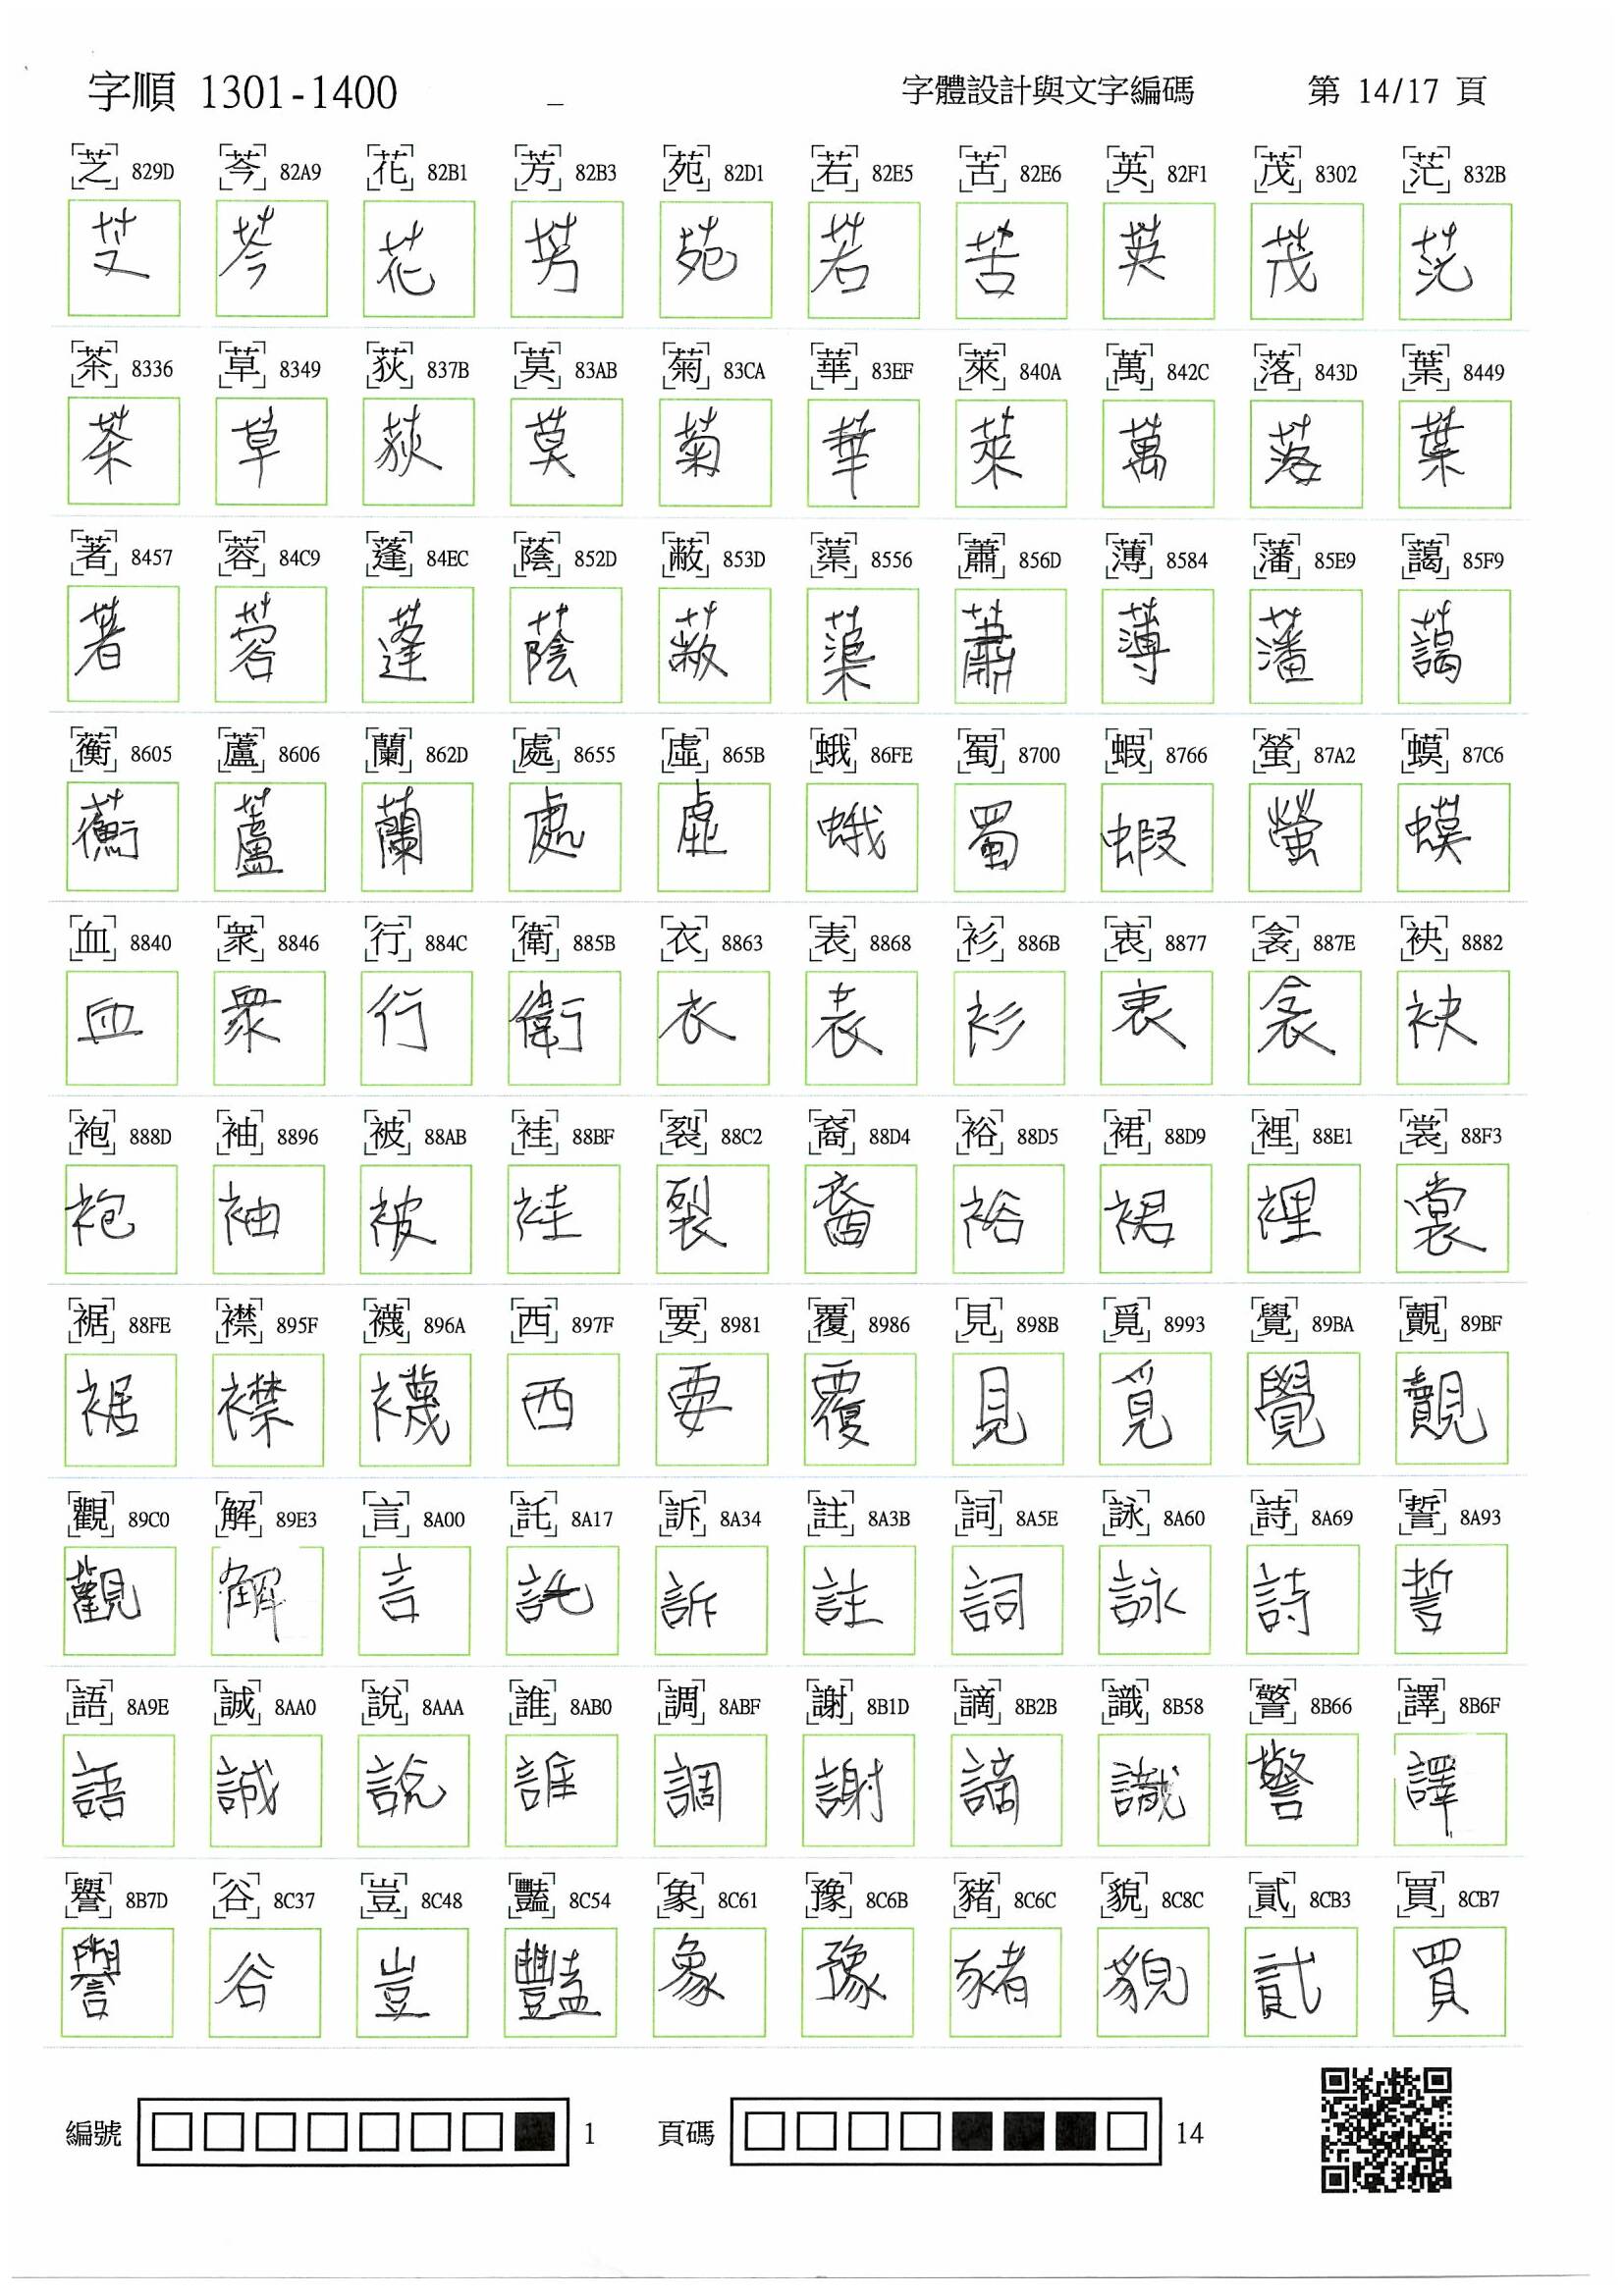 字順 1301-1400 _ 字體設計與文字編碼 第 14/17 頁
芝 829D 芩 82A9 花 82B1 芳 82B3 苑 82D1 若 82E5 苦 82E6 英 82F1 茂 8302 茫 832B
芝 芩 花 芳 苑 若 苦 英 茂 茫
茶 8336 草 8349 荻 837B 莫 83AB 菊 83CA 華 83EF 萊 840A 萬 842C 落 843D 葉 8449
茶 草 荻 莫 菊 華 萊 萬 落 葉
著 8457 蓉 84C9 蓬 84EC 蔭 852D 蔽 853D 蕖 8556 蕭 856D 薄 8584 藩 85E9 藹 85F9
著 蓉 蓬 蔭 蔽 蕖 蕭 薄 藩 藹
蘅 8605 蘆 8606 蘭 862D 處 8655 虛 865B 蛾 86FE 蜀 8700 蝦 8766 螢 87A2 蟆 87C6
蘅 蘆 蘭 處 虛 蛾 蜀 蝦 螢 蟆
血 8840 衆 8846 行 884C 衛 885B 衣 8863 表 8868 衫 886B 衷 8877 衾 887E 袂 8882
血 衆 行 衛 衣 表 衫 衷 衾 袂
袍 888D 袖 8896 被 88AB 袿 88BF 裂 88C2 裔 88D4 裕 88D5 裙 88D9 裡 88E1 裳 88F3
袍 袖 被 袿 裂 裔 裕 裙 裡 裳
裾 88FE 襟 895F 襪 896A 西 897F 要 8981 覆 8986 見 898B 覓 8993 覺 89BA 覿 89BF
裾 襟 襪 西 要 覆 見 覓 覺 覿
觀 89C0 解 89E3 言 8A00 託 8A17 訴 8A34 註 8A3B 詞 8A5E 詠 8A60 詩 8A69 誓 8A93
觀 解 言 託 訴 註 詞 詠 詩 誓
語 8A9E 誠 8AA0 說 8AAA 誰 8AB0 調 8ABF 謝 8B1D 謫 8B2B 識 8B58 警 8B66 譯 8B6F
語 誠 說 誰 調 謝 謫 識 警 譯
譽 8B7D 谷 8C37 豈 8C48 豔 8C54 象 8C61 豫 8C6B 豬 8C6C 貌 8C8C 貳 8CB3 買 8CB7
譽 谷 豈 豔 象 豫 豬 貌 貳 買
編號 1 頁碼 14